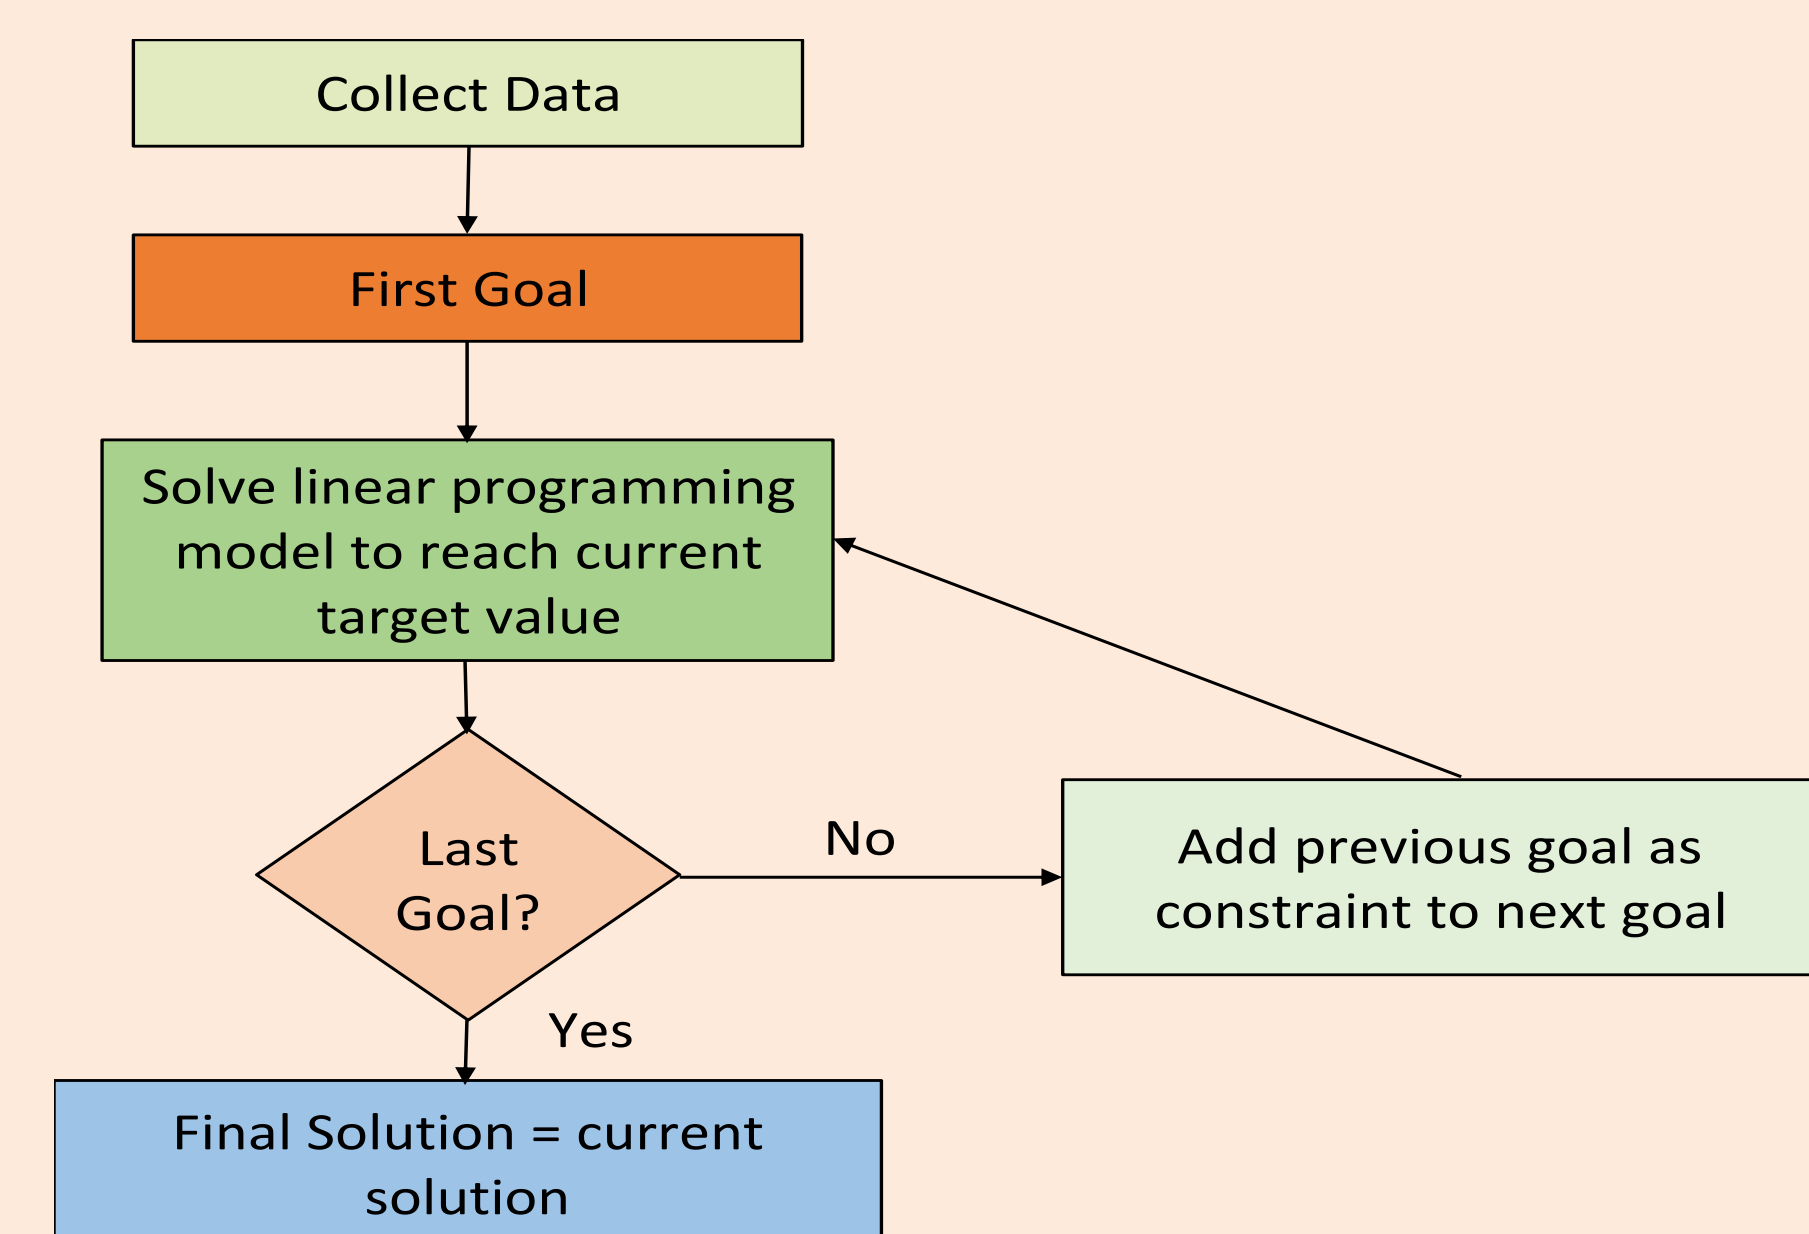 Collect Data
First Goal
Solve linear programming
model to reach current
target value
Last
Goal?
No
Add previous goal as
constraint to next goal
Yes
Final Solution = current
solution